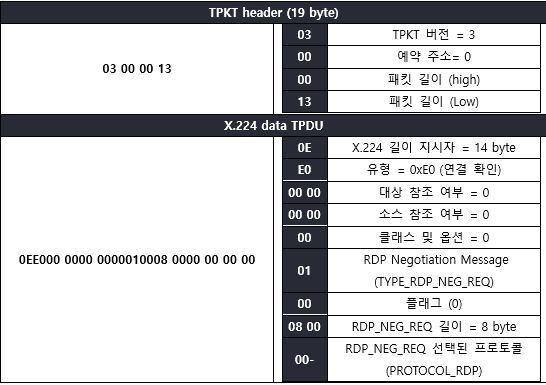 TPKT header (19 byte)
03 00 00 13
03 TPKT 버전 = 3
00 예약 주소= 0
00 패킷 길이 (high)
13 패킷 길이 (Low)
X.224 data TPDU
0EE000 0000 0000010008 0000 00 00 00
0E X.224 길이 지시자 = 14 byte
E0 유형 = 0xE0 (연결 확인)
00 00 대상 참조 여부 = 0
00 00 소스 참조 여부 = 0
00 클래스 및 옵션 = 0
01 RDP Negotiation Message
(TYPE_RDP_NEG_REQ)
00 플래그 (0)
08 00 RDP_NEG_REQ 길이 = 8 byte
00- RDP_NEG_REQ 선택된 프로토콜
(PROTOCOL_RDP)